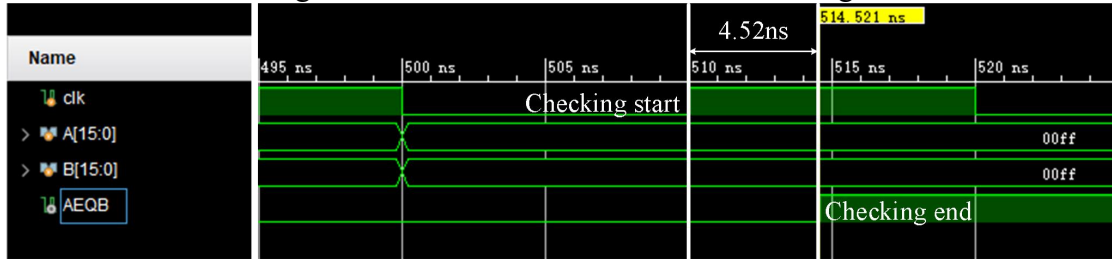 514.521 ns
4.52ns
Name
495 ns 500 ns 505 ns 510 ns 515 ns 520 ns
clk
Checking start
A[15:0] 00ff
B[15:0] 00ff
AEQB
Checking end